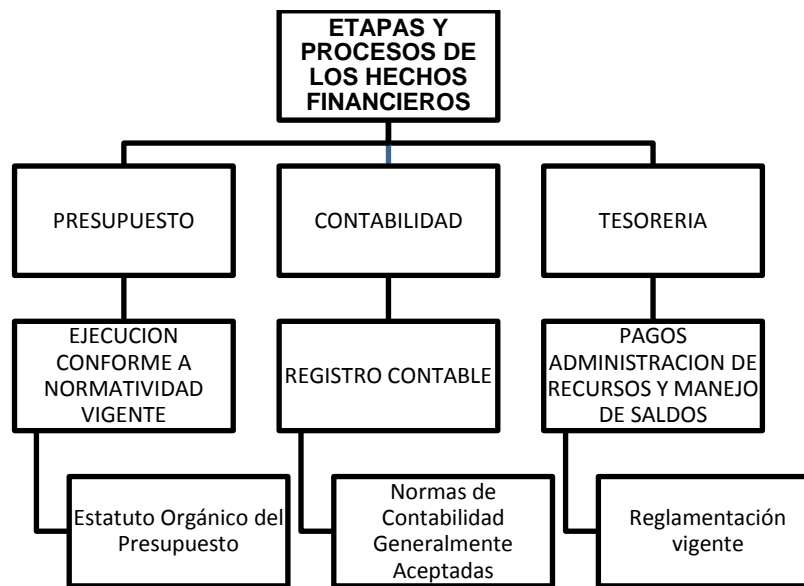 ETAPAS Y
PROCESOS DE
LOS HECHOS
FINANCIEROS
PRESUPUESTO
CONTABILIDAD
TESORERIA
EJECUCION
CONFORME A
NORMATIVIDAD
VIGENTE
REGISTRO CONTABLE
PAGOS
ADMINISTRACION DE
RECURSOS Y MANEJO
DE SALDOS
Estatuto Orgánico del
Presupuesto
Normas de
Contabilidad
Generalmente
Aceptadas
Reglamentación
vigente